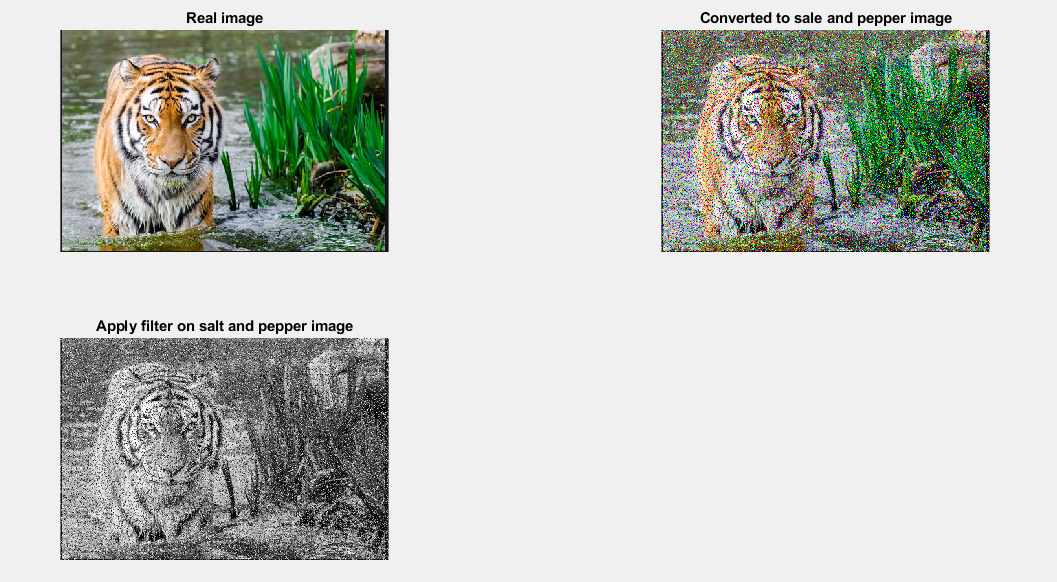 Real image
Converted to sale and pepper image
Apply filter on salt and pepper image